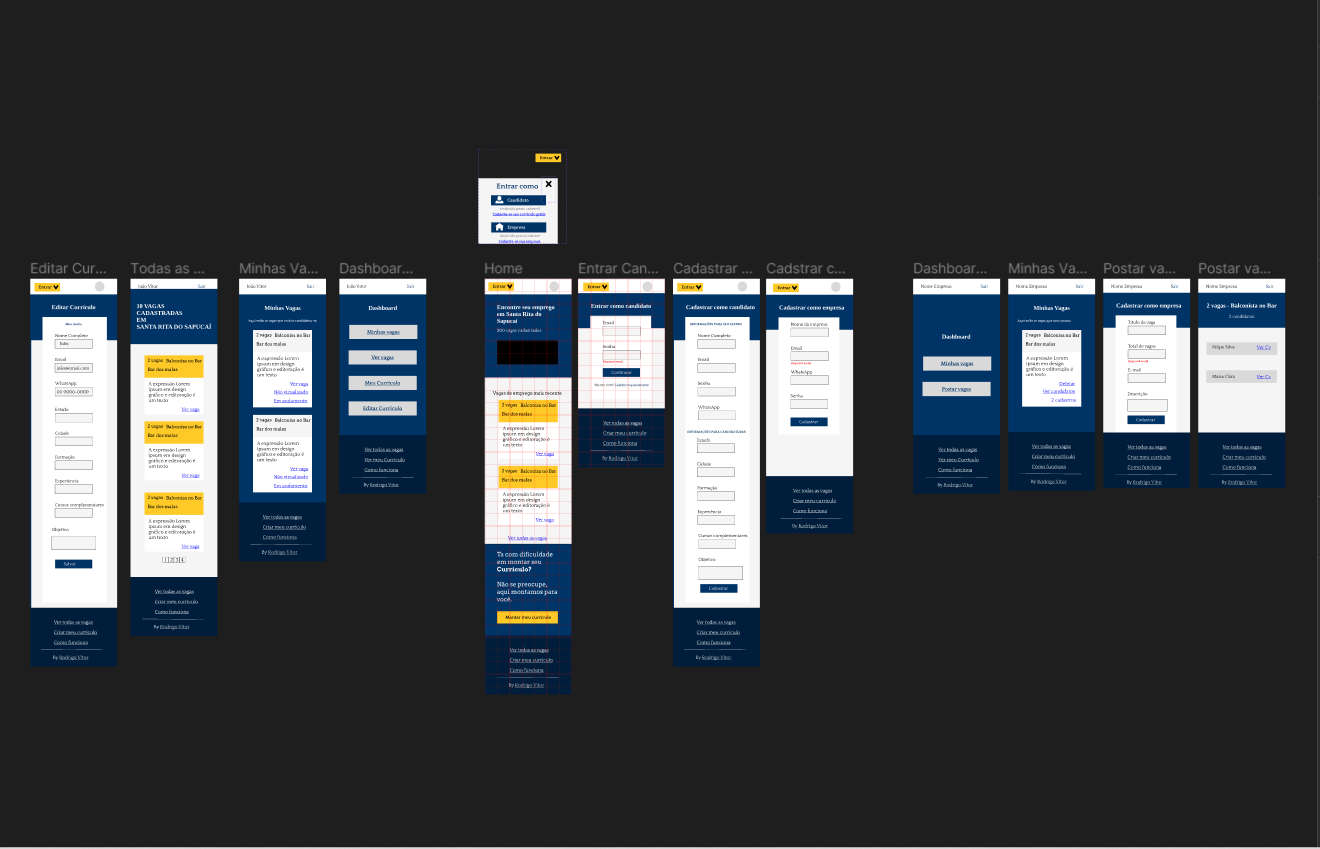 Entrar
Entrar como
Candidato
Cadastre-se seu currículo grátis
Empresa
Cadastre-se sua empresa
Editar Cur...
Entrar
Editar Currículo
Meus dados
Nome Completo
Email
WhatsApp
00-0000-0000
Estado
Cidade
Formação
Experiência
Cursos complementares
Objetivo
Salvar
Ver todas as vagas
Criar meu currículo
Como funciona
By Rodrigo Vitor
Todas as ...
João Vitor
Sair
10 VAGAS
CADASTRADAS
EM
SANTA RITA DO SAPUCAÍ
2 vagas Balconisa no Bar
Bar dos malas
A expressão Lorem
ipsum em design
gráfico e editoração é
um texto
Ver vaga
2 vagas Balconisa no Bar
Bar dos malas
A expressão Lorem
ipsum em design
gráfico e editoração é
um texto
Ver vaga
2 vagas Balconisa no Bar
Bar dos malas
A expressão Lorem
ipsum em design
gráfico e editoração é
um texto
Ver vaga
1 2 3 4
Ver todas as vagas
Criar meu currículo
Como funciona
By Rodrigo Vitor
Minhas Va...
João Vitor
Sair
Minhas Vagas
2 vagas Balconisa no Bar
Bar dos malas
A expressão Lorem
ipsum em design
gráfico e editoração é
um texto
Ver vaga
Não visualizado
Em andamento
2 vagas Balconisa no Bar
Bar dos malas
A expressão Lorem
ipsum em design
gráfico e editoração é
um texto
Ver vaga
Não visualizado
Em andamento
Ver todas as vagas
Criar meu currículo
Como funciona
By Rodrigo Vitor
Dashboar...
João Vitor
Sair
Dashboard
Minhas vagas
Ver vagas
Meu Currículo
Editar Currículo
Ver todas as vagas
Ver meu Currículo
Como funciona
By Rodrigo Vitor
Home
Entrar
Encontre seu emprego
em Santa Rita do
Sapucaí
200 vagas cadastradas
Vagas de emprego mais recente
2 vagas Balconisa no Bar
Bar dos malas
A expressão Lorem
ipsum em design
gráfico e editoração é
um texto
Ver vaga
2 vagas Balconisa no Bar
Bar dos malas
A expressão Lorem
ipsum em design
gráfico e editoração é
um texto
Ver vaga
Ver todas as vagas
Ta com dificuldade
em montar seu
Currículo?
Não se preocupe,
aqui montamos para
você.
Montar meu currículo
Ver todas as vagas
Criar meu currículo
Como funciona
By Rodrigo Vitor
Entrar Can...
Entrar
Entrar como candidato
Email
Senha
Continuar
Ver todas as vagas
Criar meu currículo
Como funciona
By Rodrigo Vitor
Cadastrar ...
Entrar
Cadastrar como candidato
Nome Completo
Email
Senha
WhatsApp
INFORMAÇÕES PARA CANDIDATURAS
Estado
Cidade
Formação
Experiência
Cursos complementares
Objetivo
Cadastrar
Ver todas as vagas
Criar meu currículo
Como funciona
By Rodrigo Vitor
Cadstrar c...
Entrar
Cadastrar como empresa
Nome da empresa
Email
WhatsApp
Senha
Cadastrar
Ver todas as vagas
Criar meu currículo
Como funciona
By Rodrigo Vitor
Dashboar...
Nome Empresa
Sair
Dashboard
Minhas vagas
Postar vagas
Ver todas as vagas
Ver meu Currículo
Como funciona
By Rodrigo Vitor
Minhas Va...
Nome Empresa
Sair
Minhas Vagas
2 vagas Balconisa no Bar
Bar dos malas
A expressão Lorem
ipsum em design
gráfico e editoração é
um texto
Deletar
Ver candidatos
2 cadastros
Ver todas as vagas
Criar meu currículo
Como funciona
By Rodrigo Vitor
Postar va...
Nome Empresa
Sair
Cadastrar como empresa
Título da vaga
Total de vagas
E-mail
Descrição
Cadastrar
Ver todas as vagas
Criar meu currículo
Como funciona
By Rodrigo Vitor
Postar va...
Nome Empresa
Sair
2 vagas - Balconisa no Bar
2 candidatos
Felipe Silva
Ver Cv
Maria Clara
Ver Cv
Ver todas as vagas
Criar meu currículo
Como funciona
By Rodrigo Vitor